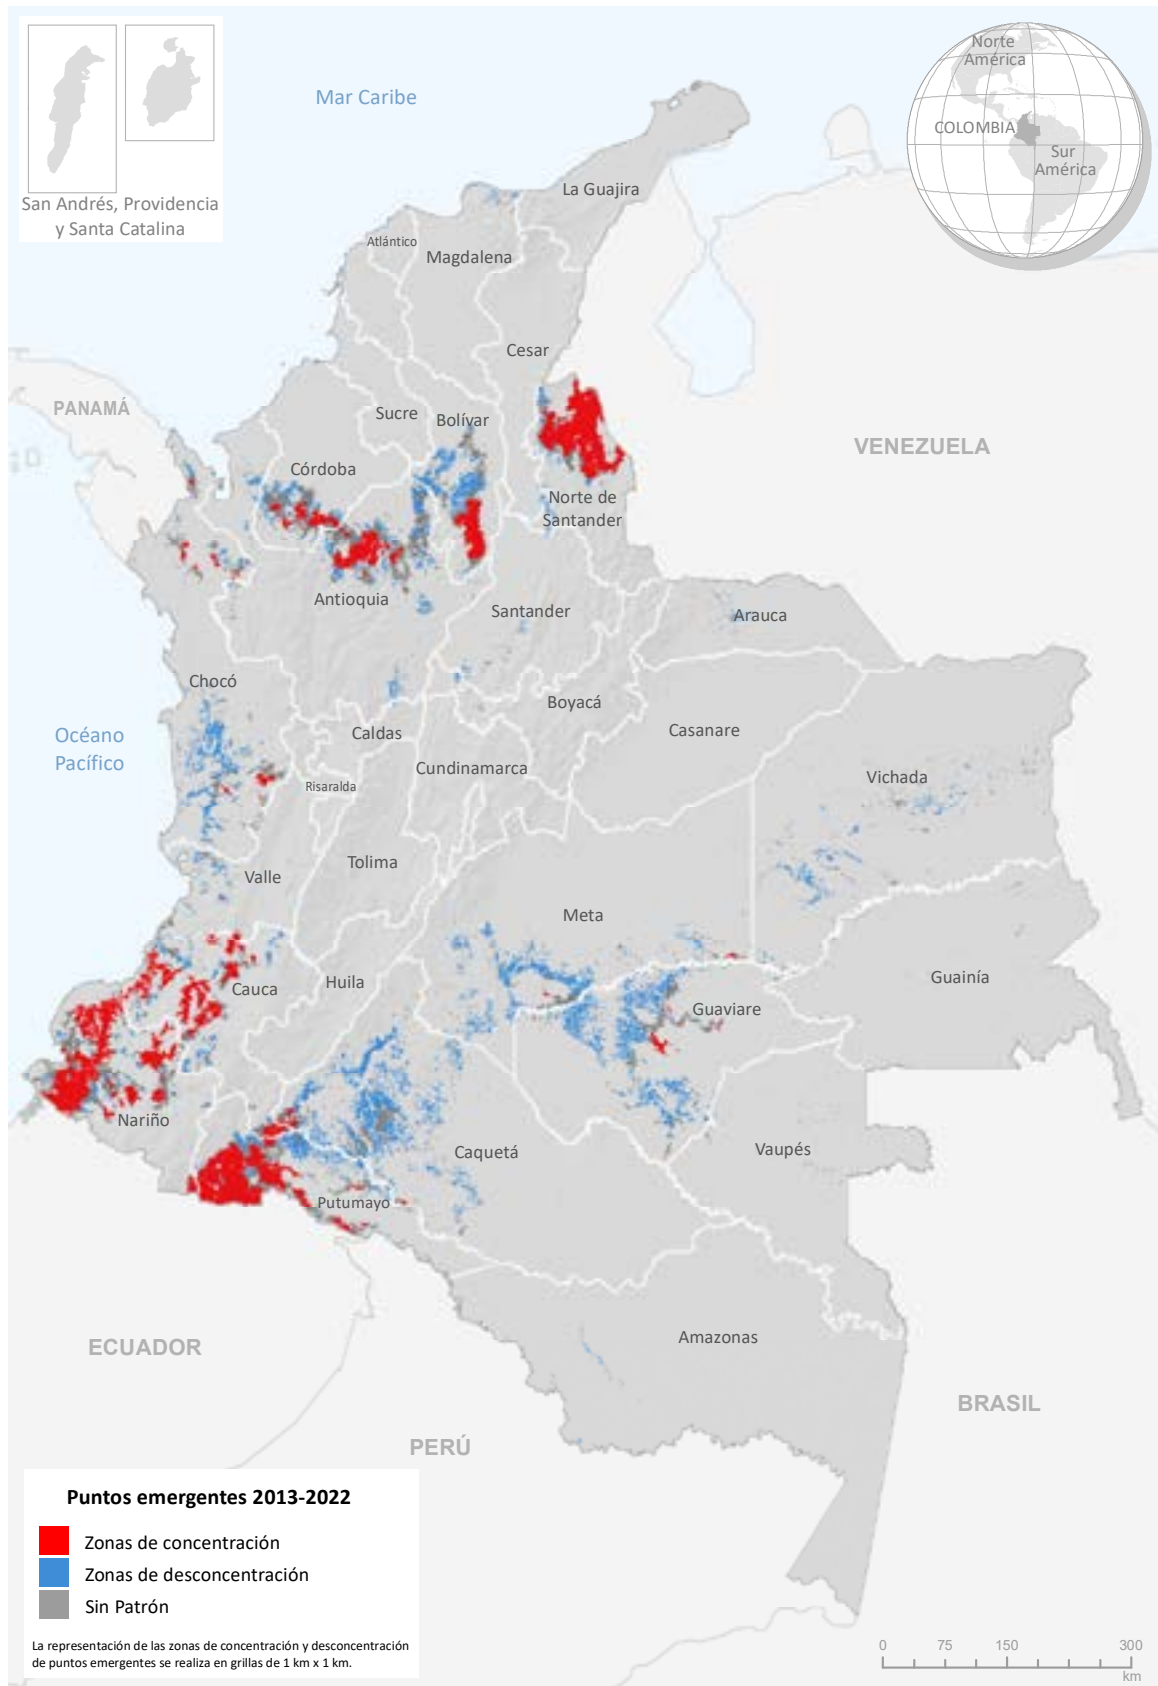 Norte
América
COLOMBIA
Sur
América
Mar Caribe
San Andrés, Providencia
y Santa Catalina
La Guajira
Atlántico
Magdalena
Cesar
PANAMÁ
Sucre
Bolívar
VENEZUELA
Córdoba
Norte de
Santander
Antioquia
Santander
Arauca
Chocó
Boyacá
Océano
Pacífico
Caldas
Casanare
Cundinamarca
Vichada
Risaralda
Tolima
Valle
Meta
Guainía
Huila
Cauca
Guaviare
Nariño
Caquetá
Vaupés
Putumayo
Amazonas
ECUADOR
BRASIL
PERÚ
Puntos emergentes 2013-2022
Zonas de concentración
Zonas de desconcentración
Sin Patrón
La representación de las zonas de concentración y desconcentración
de puntos emergentes se realiza en grillas de 1 km x 1 km.
0 75 150 300
km